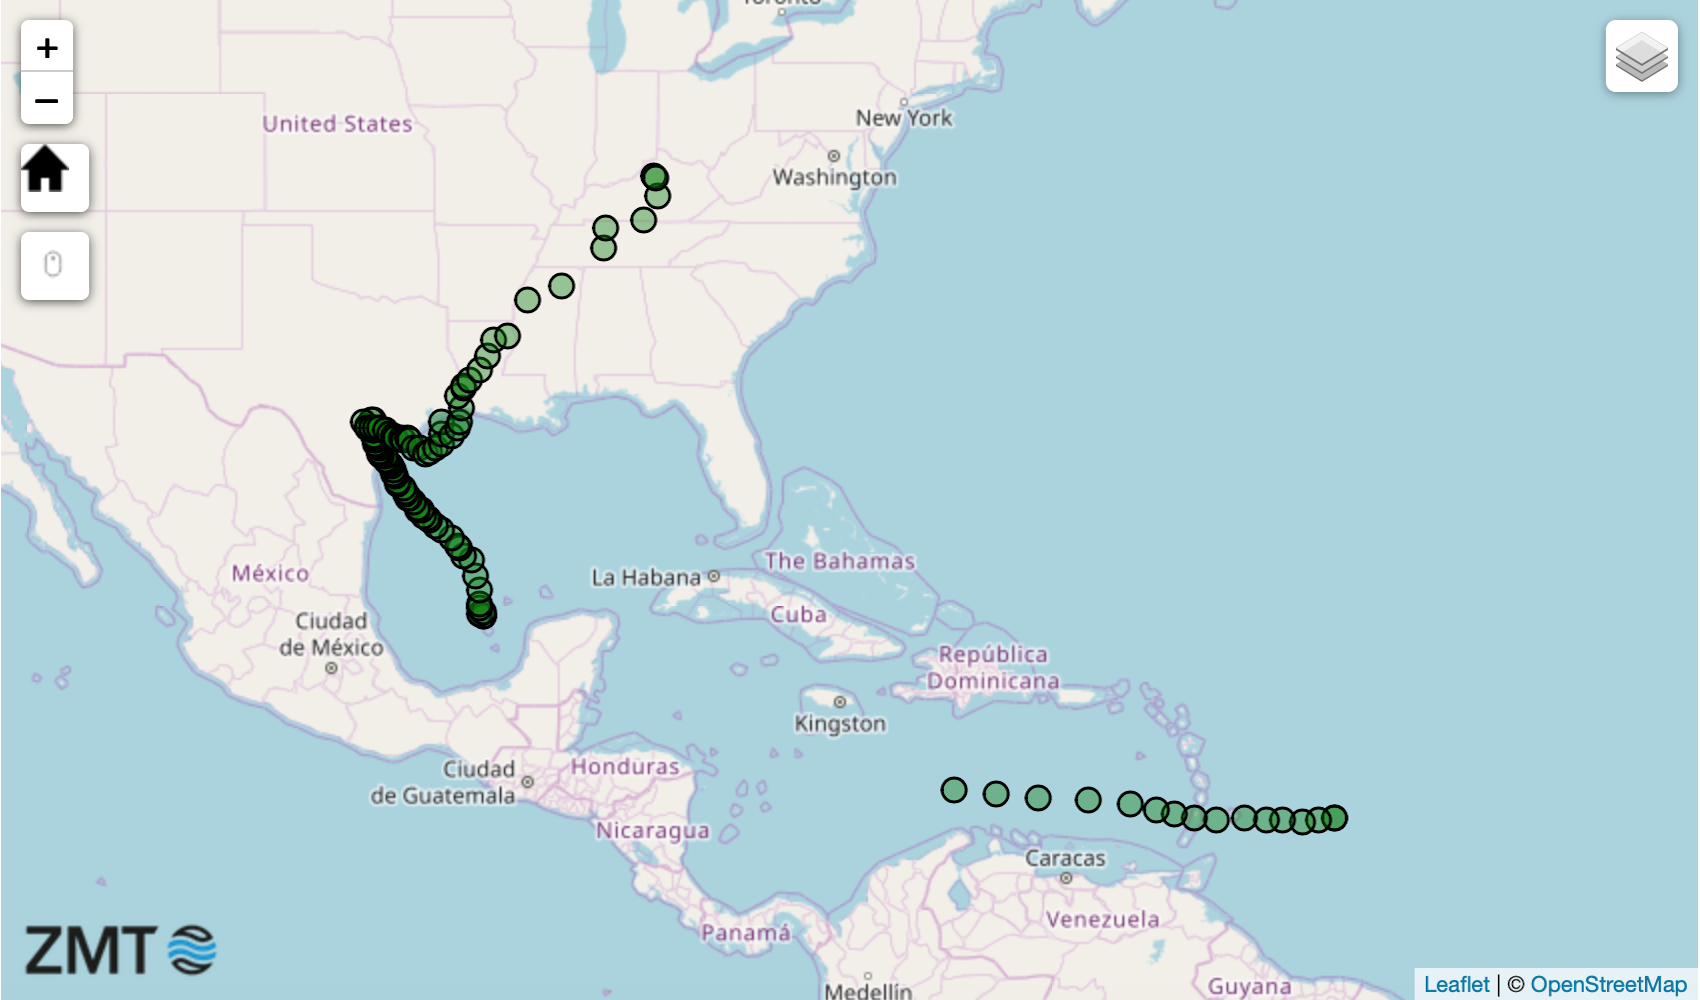 Toronto
+
−
United States
New York
Washington
La Habana
The Bahamas
México
Cuba
Ciudad
de México
República
Dominicana
Kingston
Ciudad
de Guatemala
Honduras
Nicaragua
Caracas
Venezuela
Panamá
ZMT
Medellín
Guyana
Leaflet | © OpenStreetMap